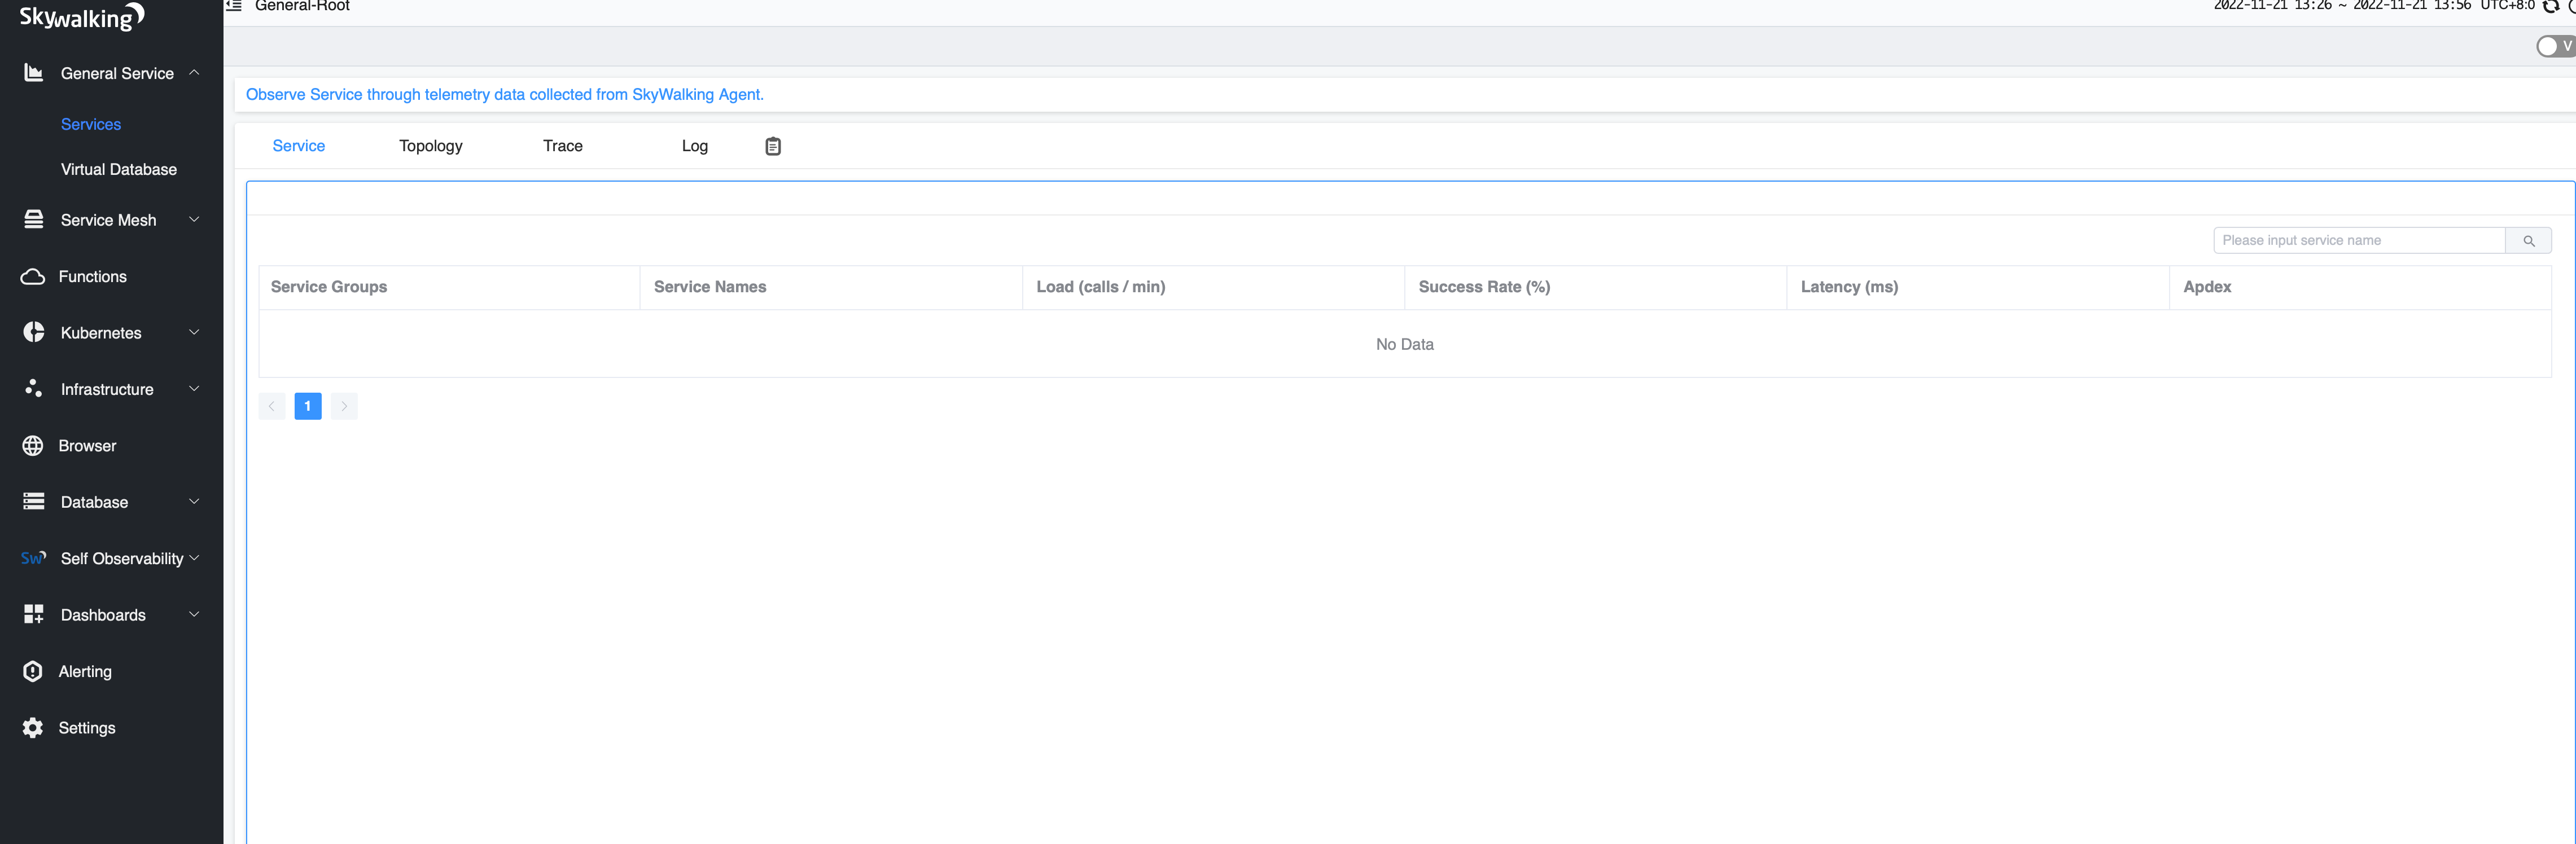 Skywalking
General-Root
2022-11-21 13:26 ~ 2022-11-21 13:56 UTC+8:0
V
General Service
Services
Virtual Database
Service Mesh
Functions
Kubernetes
Infrastructure
Browser
Database
Sw Self Observability
Dashboards
Alerting
Settings
Observe Service through telemetry data collected from SkyWalking Agent.
Service Topology Trace Log
Please input service name
Service Groups Service Names Load (calls / min) Success Rate (%) Latency (ms) Apdex
No Data
1